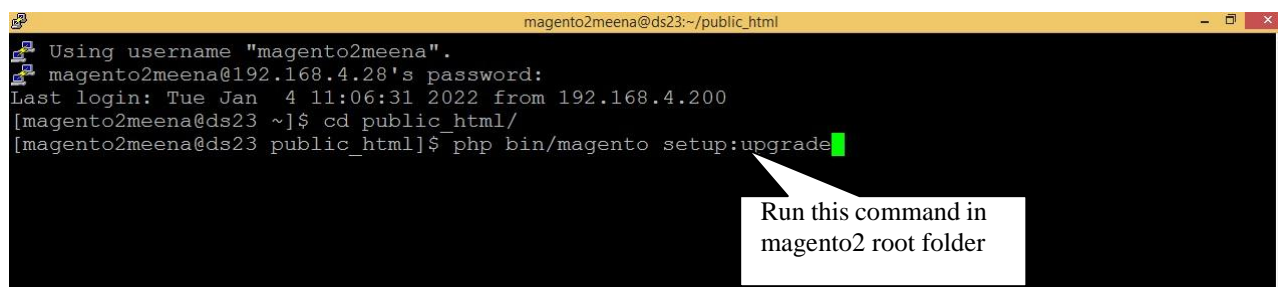 magento2meena@ds23:~/public_html
Using username "magento2meena".
magento2meena@192.168.4.28's password:
Last login: Tue Jan  4 11:06:31 2022 from 192.168.4.200
[magento2meena@ds23 ~]$ cd public_html/
[magento2meena@ds23 public_html]$ php bin/magento setup:upgrade
Run this command in
magento2 root folder